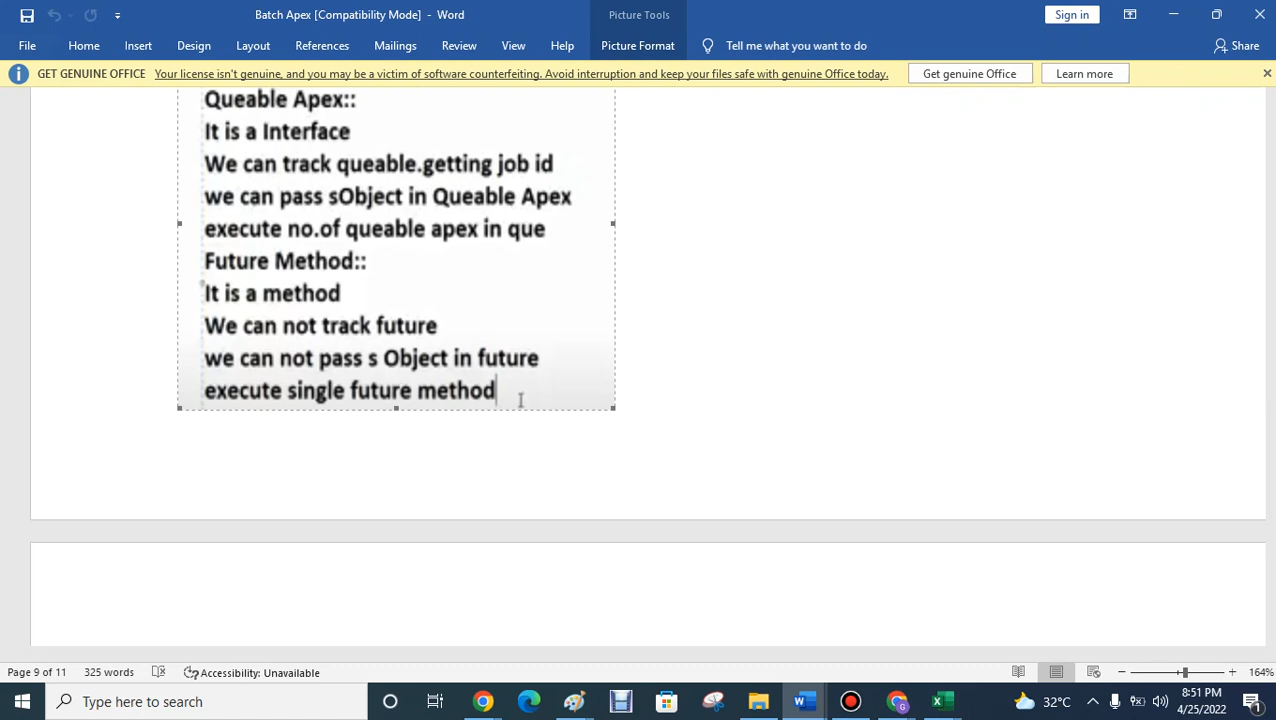 Batch Apex [Compatibility Mode] - Word
Picture Tools
Sign in
File Home Insert Design Layout References Mailings Review View Help Picture Format Tell me what you want to do Share
GET GENUINE OFFICE Your license isn't genuine, and you may be a victim of software counterfeiting. Avoid interruption and keep your files safe with genuine Office today. Get genuine Office Learn more
Queable Apex::
It is a Interface
We can track queable.getting job id
we can pass sObject in Queable Apex
execute no.of queable apex in que
Future Method::
It is a method
We can not track future
we can not pass s Object in future
execute single future method
Page 9 of 11 325 words Accessibility: Unavailable 164%
Type here to search
32°C
8:51 PM
4/25/2022
1